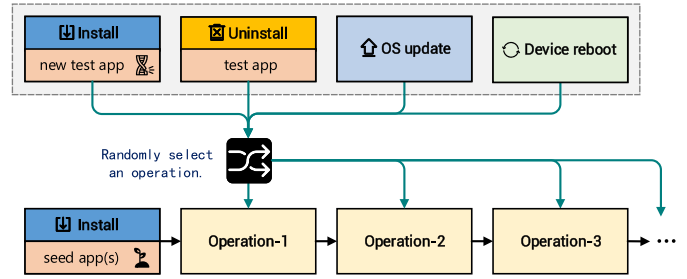 Install
new test app
Uninstall
test app
OS update
Device reboot
Randomly select
an operation.
Install
seed app(s)
Operation-1
Operation-2
Operation-3
...